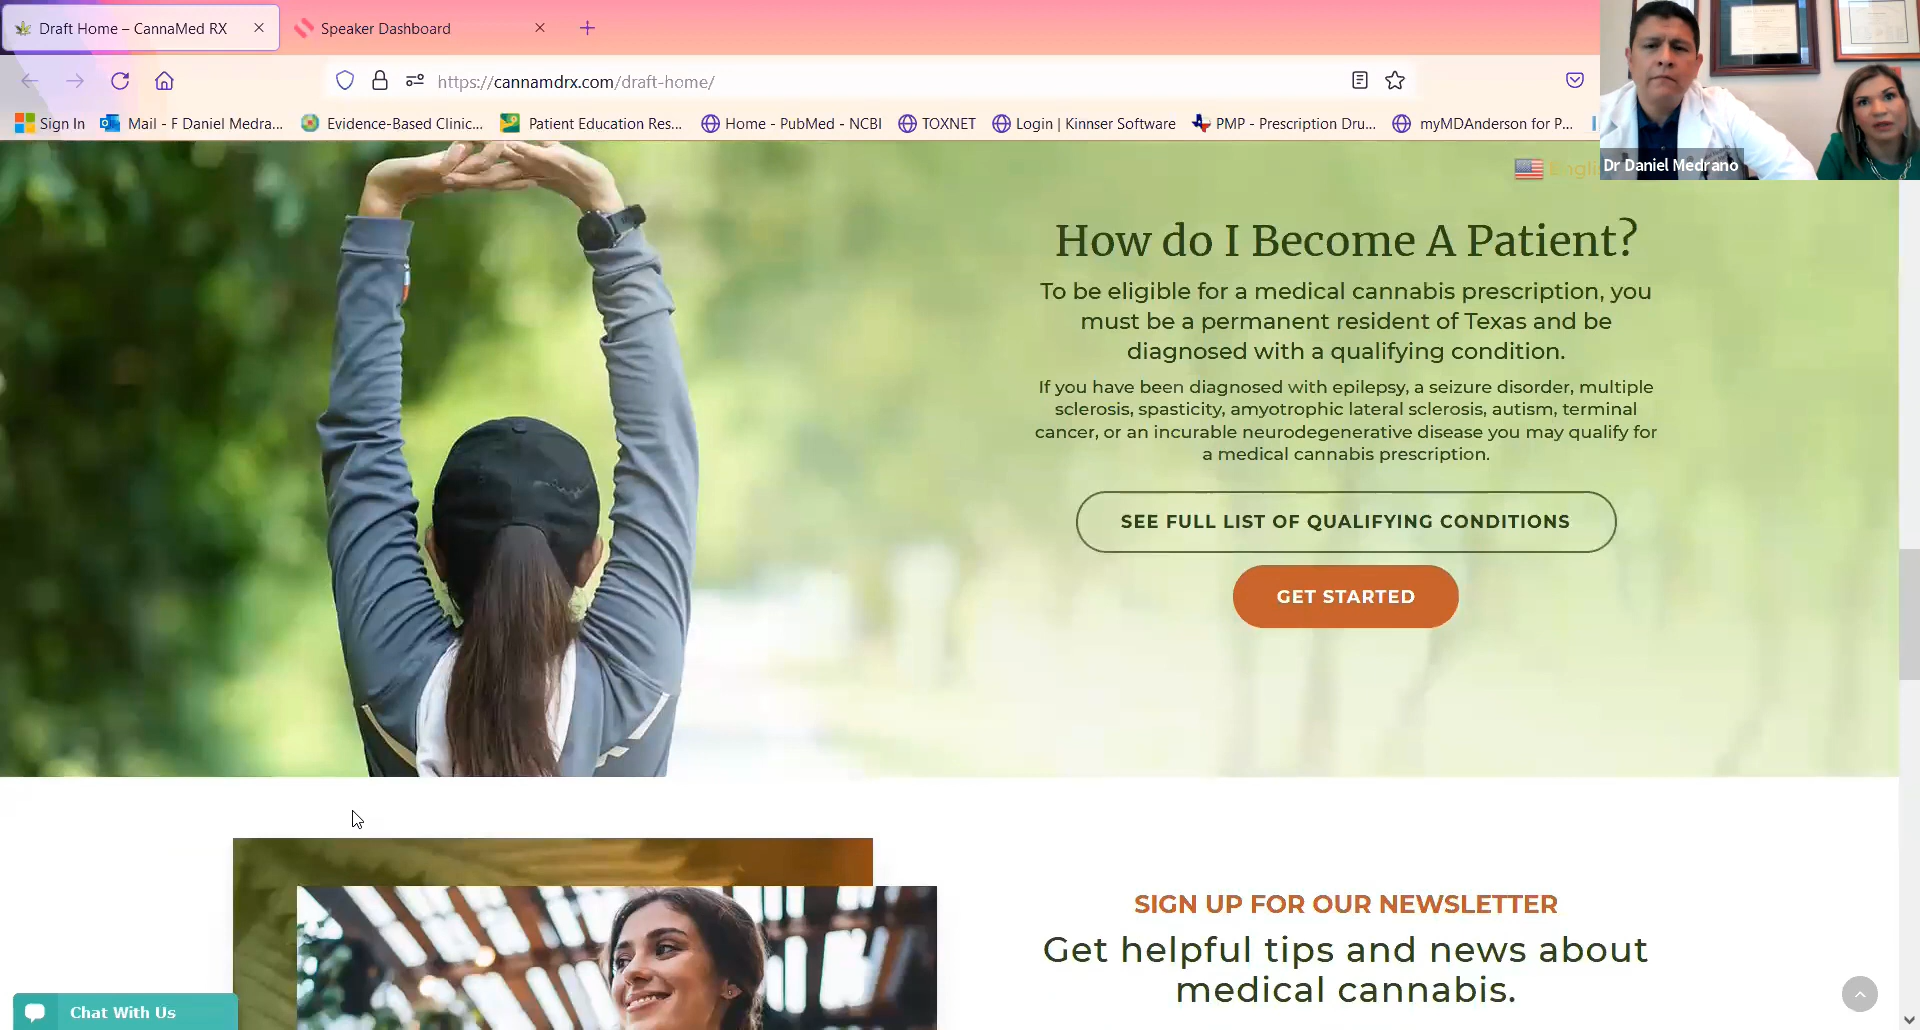 Draft Home – CannaMed RX
Speaker Dashboard
https://cannamdrx.com/draft-home/
Sign In
Mail - F Daniel Medra...
Evidence-Based Clinic...
Patient Education Res...
Home - PubMed - NCBI
TOXNET
Login | Kinnser Software
PMP - Prescription Dru...
myMDAnderson for P...
Dr Daniel Medrano
How do I Become A Patient?
To be eligible for a medical cannabis prescription, you
must be a permanent resident of Texas and be
diagnosed with a qualifying condition.
If you have been diagnosed with epilepsy, a seizure disorder, multiple
sclerosis, spasticity, amyotrophic lateral sclerosis, autism, terminal
cancer, or an incurable neurodegenerative disease you may qualify for
a medical cannabis prescription.
SEE FULL LIST OF QUALIFYING CONDITIONS
GET STARTED
SIGN UP FOR OUR NEWSLETTER
Get helpful tips and news about
medical cannabis.
Chat With Us